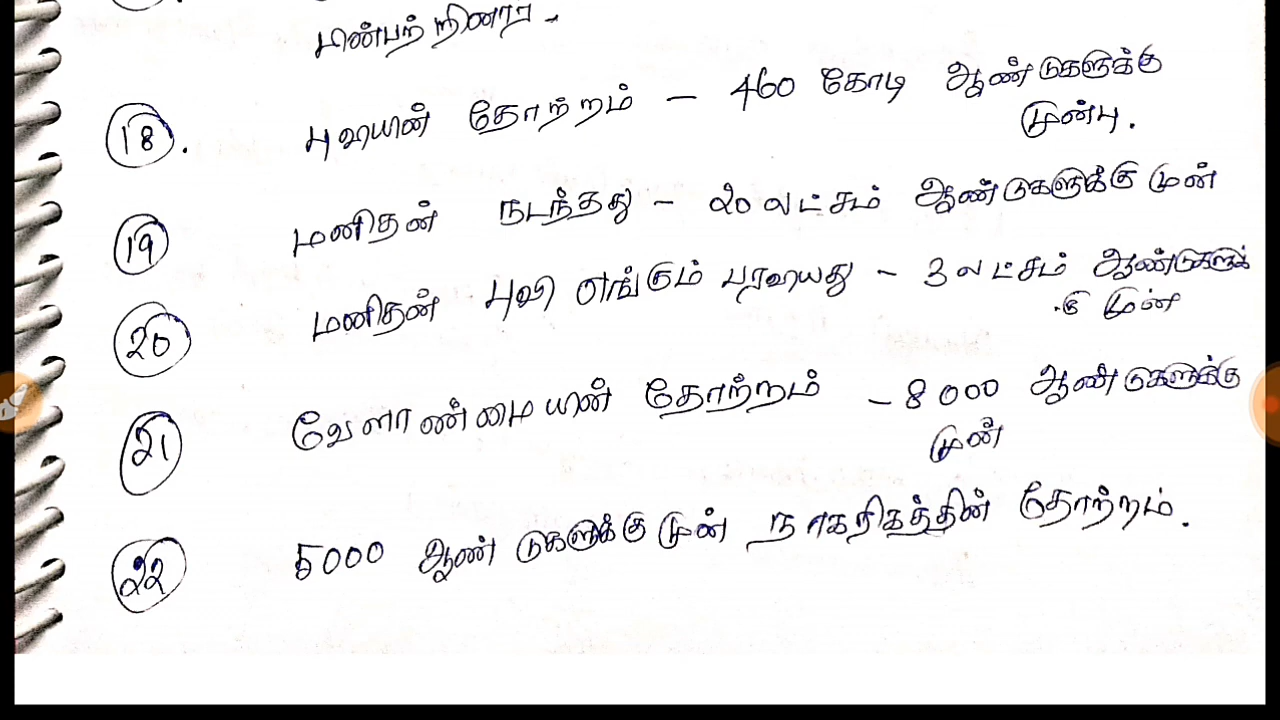 பின்பற்றினார்.
18. புவியின் தோற்றம் - 460 கோடி ஆண்டுகளுக்கு
முன்பு.
19 மனிதன் நடந்தது - 20 லட்சம் ஆண்டுகளுக்கு முன்
20 மனிதன் புவி எங்கும் பரவியது - 3 லட்சம் ஆண்டுகளுக்
கு முன்
21 வேளாண்மையின் தோற்றம் - 8000 ஆண்டுகளுக்கு
முன்
22 5000 ஆண்டுகளுக்கு முன் நாகரிகத்தின் தோற்றம்.